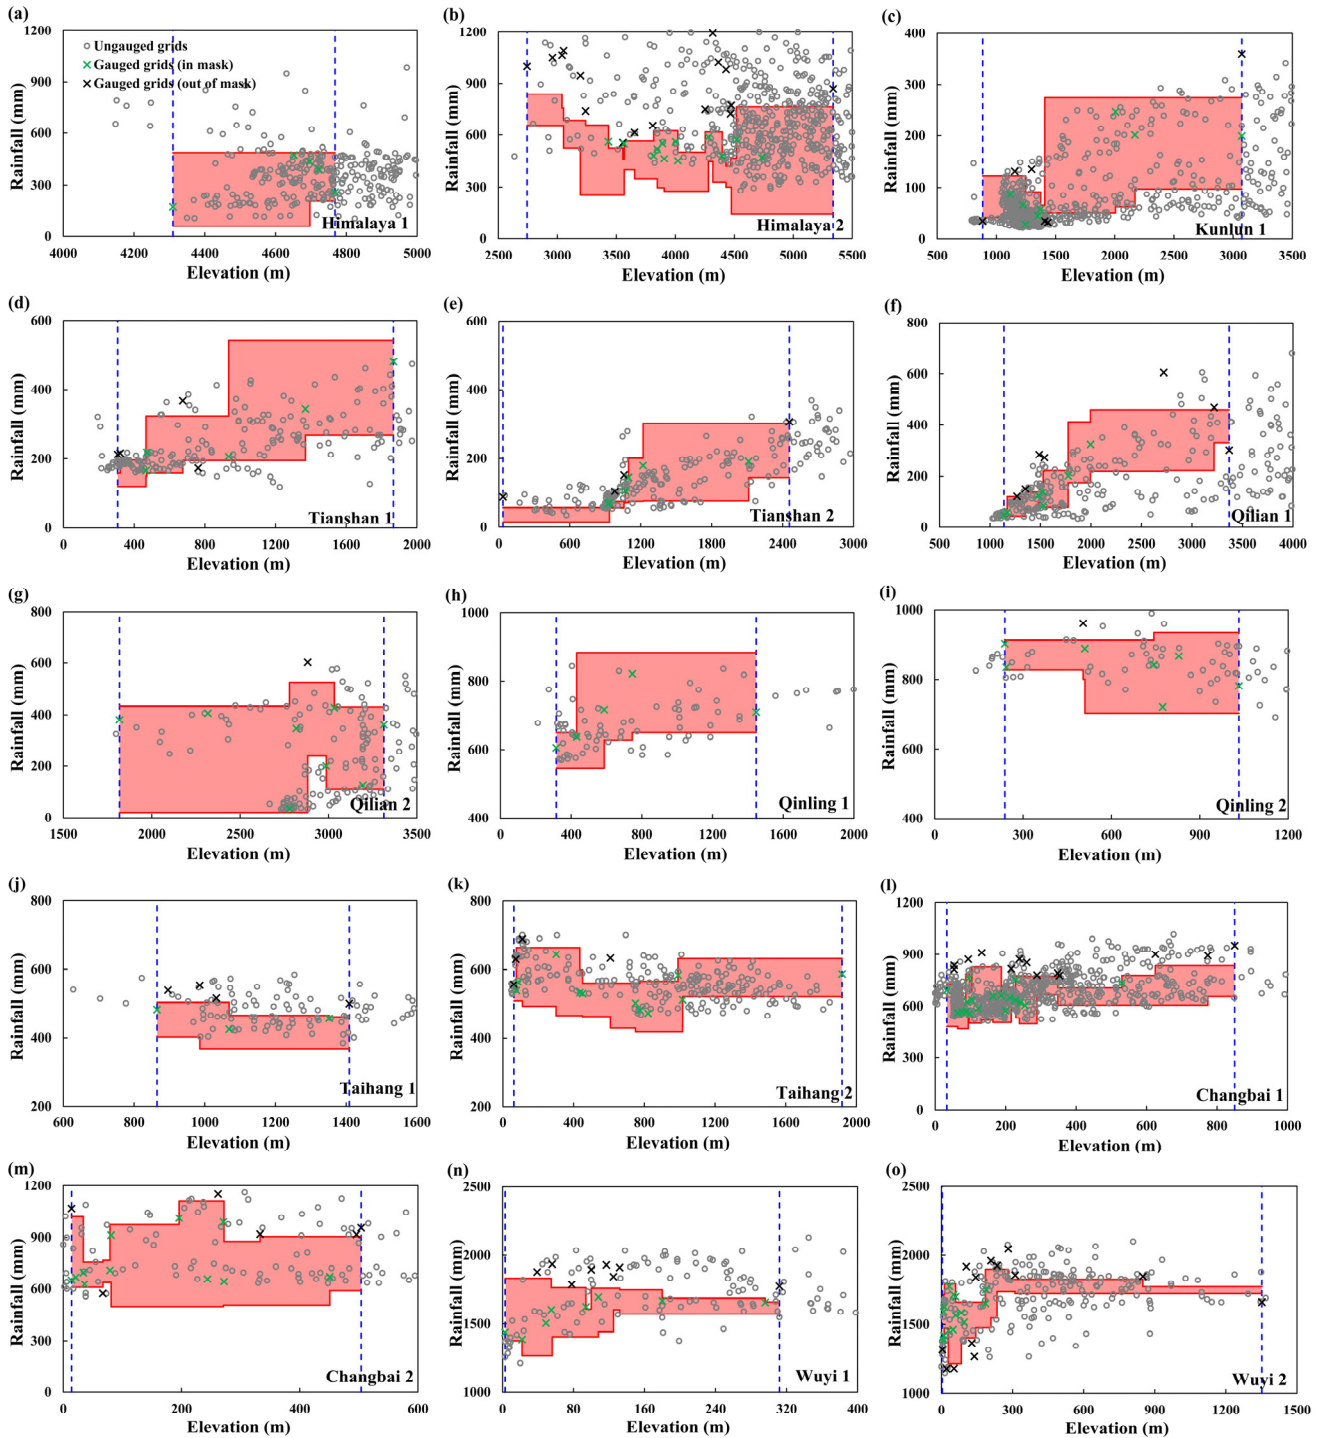 (a)
Rainfall (mm)
1200
900
600
300
0
Ungauged grids
Gauged grids (in mask)
Gauged grids (out of mask)
Himalaya 1
4000 4200 4400 4600 4800 5000
Elevation (m)
(b)
Rainfall (mm)
1200
900
600
300
0
Himalaya 2
2500 3000 3500 4000 4500 5000 5500
Elevation (m)
(c)
Rainfall (mm)
400
300
200
100
0
Kunlun 1
500 1000 1500 2000 2500 3000 3500
Elevation (m)
(d)
Rainfall (mm)
600
400
200
0
Tianshan 1
0 400 800 1200 1600 2000
Elevation (m)
(e)
Rainfall (mm)
600
400
200
0
Tianshan 2
0 600 1200 1800 2400 3000
Elevation (m)
(f)
Rainfall (mm)
800
600
400
200
0
Qilian 1
500 1000 1500 2000 2500 3000 3500 4000
Elevation (m)
(g)
Rainfall (mm)
800
600
400
200
0
Qilian 2
1500 2000 2500 3000 3500
Elevation (m)
(h)
Rainfall (mm)
1000
800
600
400
Qinling 1
0 400 800 1200 1600 2000
Elevation (m)
(i)
Rainfall (mm)
1000
800
600
400
Qinling 2
0 300 600 900 1200
Elevation (m)
(j)
Rainfall (mm)
800
600
400
200
Taihang 1
600 800 1000 1200 1400 1600
Elevation (m)
(k)
Rainfall (mm)
800
600
400
200
Taihang 2
0 400 800 1200 1600 2000
Elevation (m)
(l)
Rainfall (mm)
1200
900
600
300
0
Changbai 1
0 200 400 600 800 1000
Elevation (m)
(m)
Rainfall (mm)
1200
900
600
300
0
Changbai 2
0 200 400 600
Elevation (m)
(n)
Rainfall (mm)
2500
2000
1500
1000
Wuyi 1
0 80 160 240 320 400
Elevation (m)
(o)
Rainfall (mm)
2500
2000
1500
1000
Wuyi 2
0 300 600 900 1200 1500
Elevation (m)